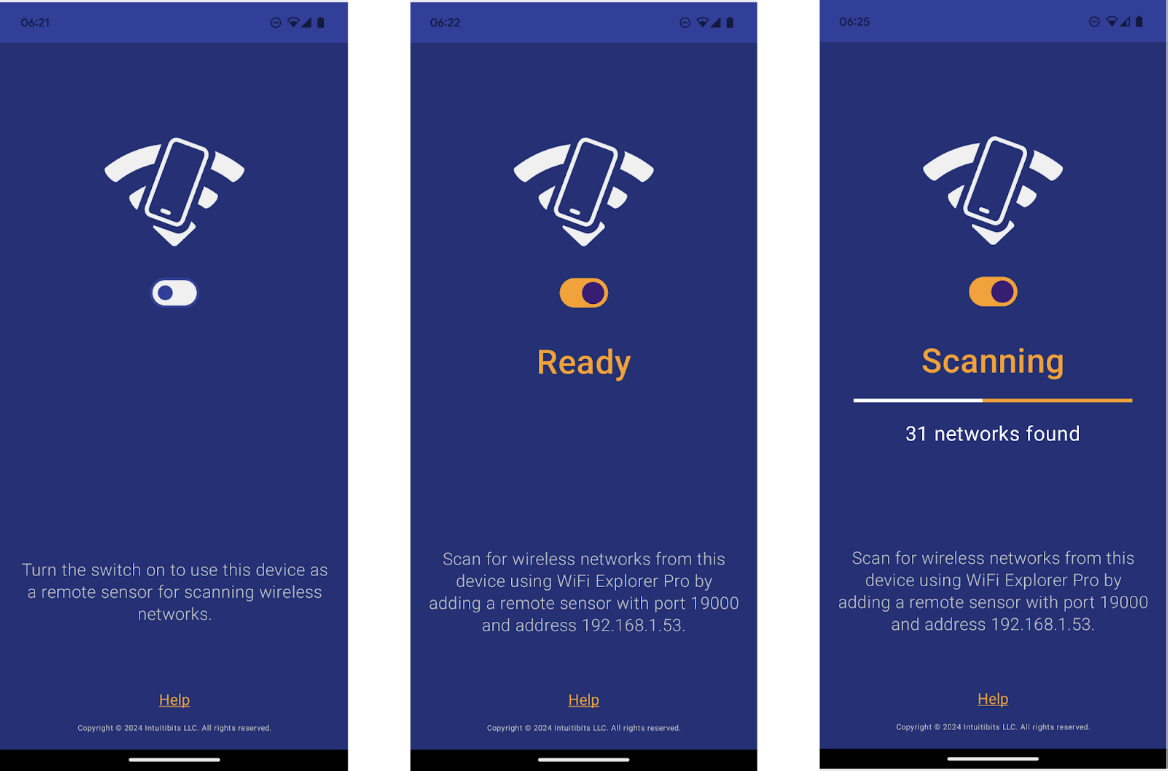 06:21
Turn the switch on to use this device as
a remote sensor for scanning wireless
networks.
Help
Copyright © 2024 Intuitibits LLC. All rights reserved.
06:22
Ready
Scan for wireless networks from this
device using WiFi Explorer Pro by
adding a remote sensor with port 19000
and address 192.168.1.53.
Help
Copyright © 2024 Intuitibits LLC. All rights reserved.
06:25
Scanning
31 networks found
Scan for wireless networks from this
device using WiFi Explorer Pro by
adding a remote sensor with port 19000
and address 192.168.1.53.
Help
Copyright © 2024 Intuitibits LLC. All rights reserved.